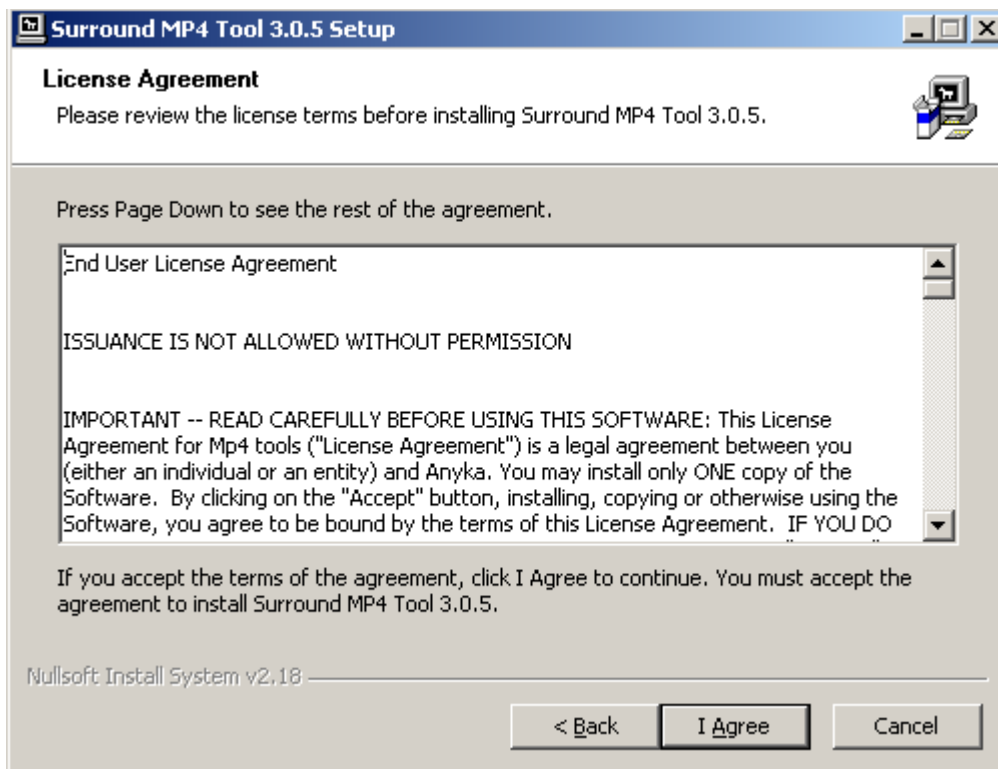 Surround MP4 Tool 3.0.5 Setup
License Agreement
Please review the license terms before installing Surround MP4 Tool 3.0.5.
Press Page Down to see the rest of the agreement.
End User License Agreement
ISSUANCE IS NOT ALLOWED WITHOUT PERMISSION
IMPORTANT -- READ CAREFULLY BEFORE USING THIS SOFTWARE: This License
Agreement for Mp4 tools ("License Agreement") is a legal agreement between you
(either an individual or an entity) and Anyka. You may install only ONE copy of the
Software.  By clicking on the "Accept" button, installing, copying or otherwise using the
Software, you agree to be bound by the terms of this License Agreement.  IF YOU DO
If you accept the terms of the agreement, click I Agree to continue. You must accept the
agreement to install Surround MP4 Tool 3.0.5.
Nullsoft Install System v2.18
< Back
I Agree
Cancel